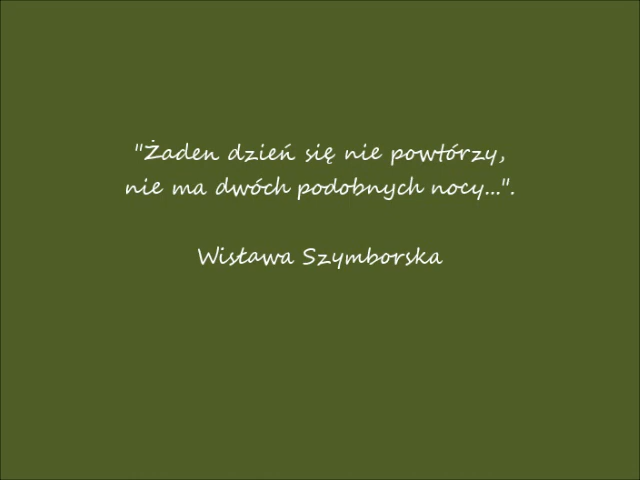 "Żaden dzień się nie powtórzy,
nie ma dwóch podobnych nocy...".
Wisława Szymborska